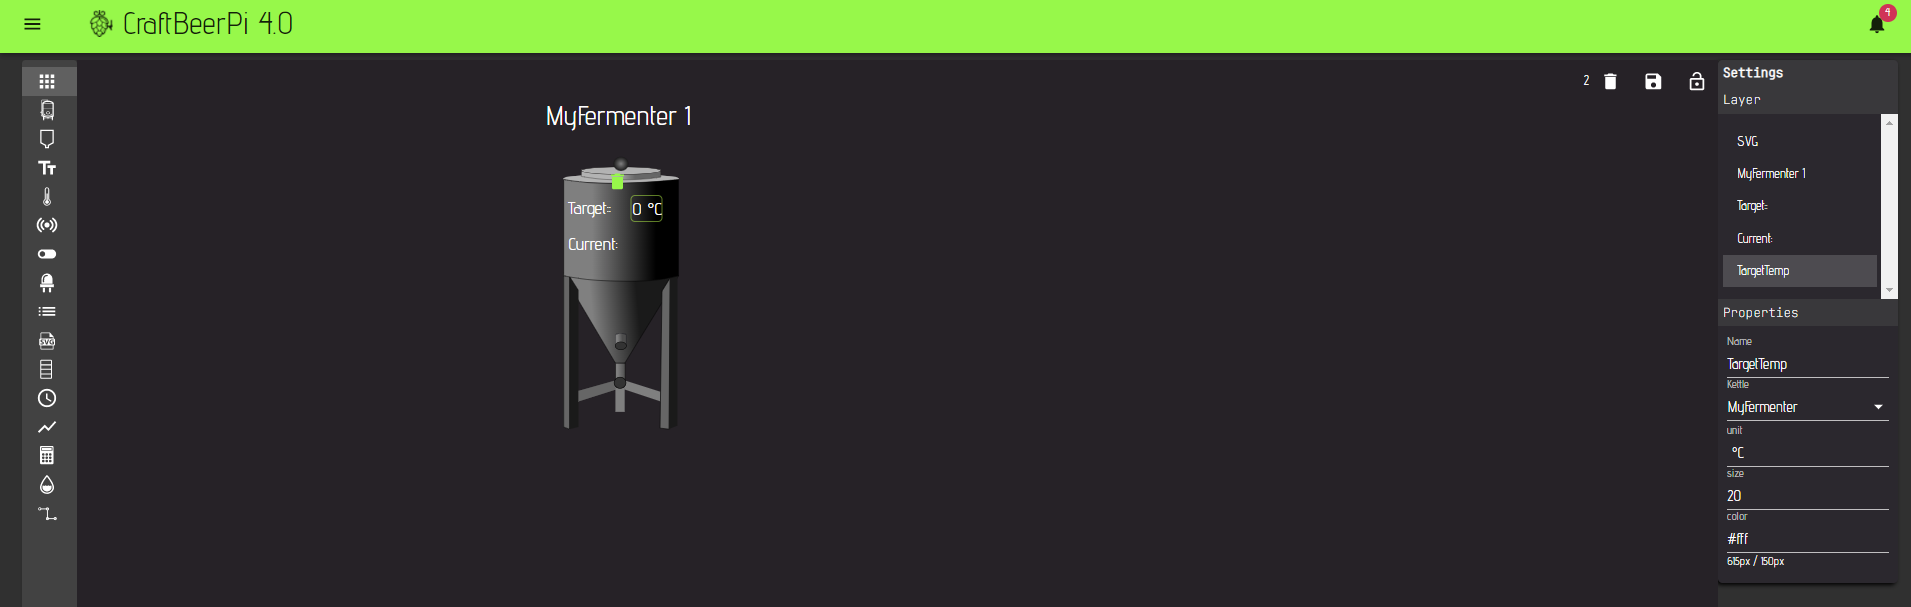 CraftBeerPi 4.0
4
2
MyFermenter 1
Target:
0 °C
Current:
SVG
Settings
Layer
SVG
MyFermenter 1
Target:
Current:
TargetTemp
Properties
Name
TargetTemp
Kettle
MyFermenter
unit
°C
size
20
color
#fff
615px / 150px